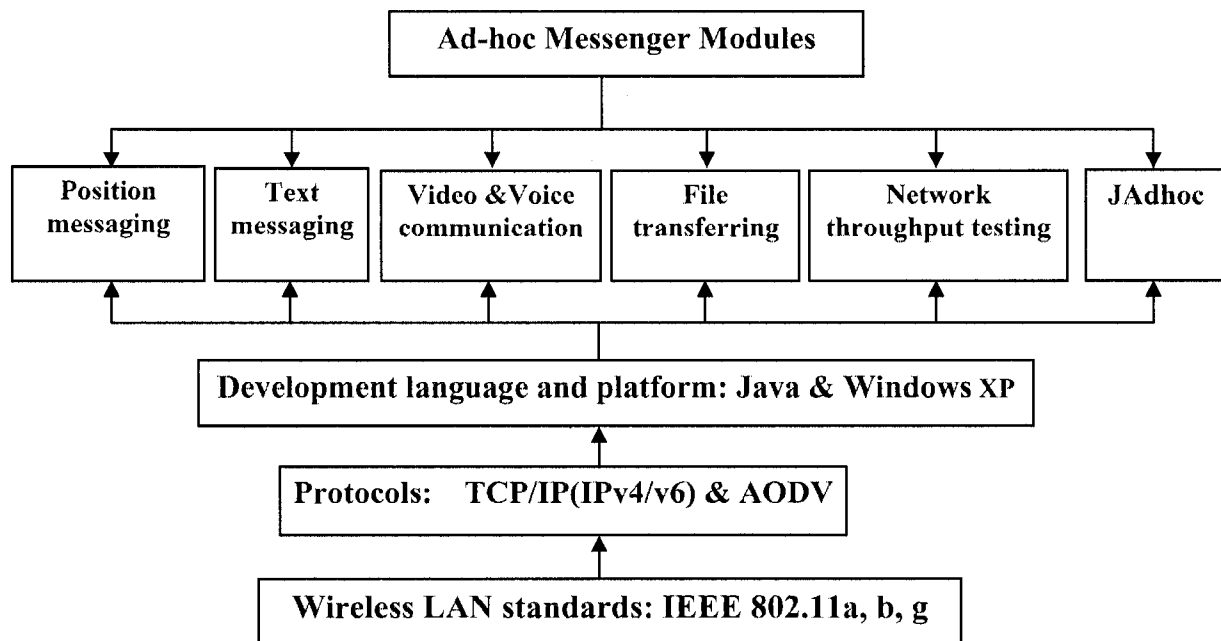 Ad-hoc Messenger Modules
Position
messaging
Text
messaging
Video &Voice
communication
File
transferring
Network
throughput testing
JAdhoc
Development language and platform: Java & Windows XP
Protocols: TCP/IP(IPv4/v6) & AODV
Wireless LAN standards: IEEE 802.11a, b, g